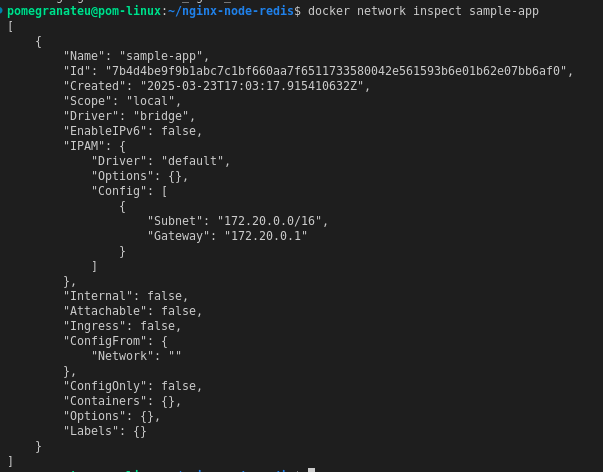 pomegranateu@pom-linux:~/nginx-node-redis$ docker network inspect sample-app
[
    {
        "Name": "sample-app",
        "Id": "7b4d4be9f9b1abc7c1bf660aa7f6511733580042e561593b6e01b62e07bb6af0",
        "Created": "2025-03-23T17:03:17.915410632Z",
        "Scope": "local",
        "Driver": "bridge",
        "EnableIPv6": false,
        "IPAM": {
            "Driver": "default",
            "Options": {},
            "Config": [
                {
                    "Subnet": "172.20.0.0/16",
                    "Gateway": "172.20.0.1"
                }
            ]
        },
        "Internal": false,
        "Attachable": false,
        "Ingress": false,
        "ConfigFrom": {
            "Network": ""
        },
        "ConfigOnly": false,
        "Containers": {},
        "Options": {},
        "Labels": {}
    }
]